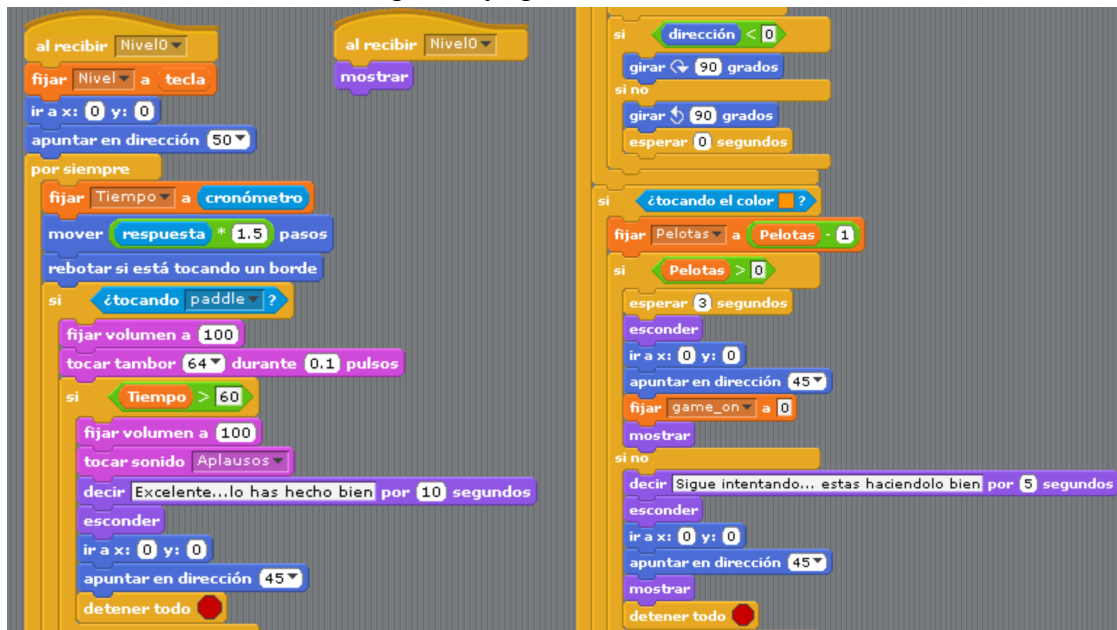 al recibir Nivel0
fijar Nivel a tecla
ir a x: 0 y: 0
apuntar en dirección 50
por siempre
fijar Tiempo a cronómetro
mover respuesta * 1.5 pasos
rebotar si está tocando un borde
si ¿tocando paddle ?
fijar volumen a 100
tocar tambor 64 durante 0.1 pulsos
si Tiempo > 60
fijar volumen a 100
tocar sonido Aplausos
decir Excelente...lo has hecho bien por 10 segundos
esconder
ir a x: 0 y: 0
apuntar en dirección 45
detener todo
al recibir Nivel0
mostrar
si dirección < 0
girar 90 grados
si no
girar 90 grados
esperar 0 segundos
si ¿tocando el color ?
fijar Pelotas a Pelotas - 1
si Pelotas > 0
esperar 3 segundos
esconder
ir a x: 0 y: 0
apuntar en dirección 45
fijar game_on a 0
mostrar
si no
decir Sigue intentando... estas haciendolo bien por 5 segundos
esconder
ir a x: 0 y: 0
apuntar en dirección 45
mostrar
detener todo